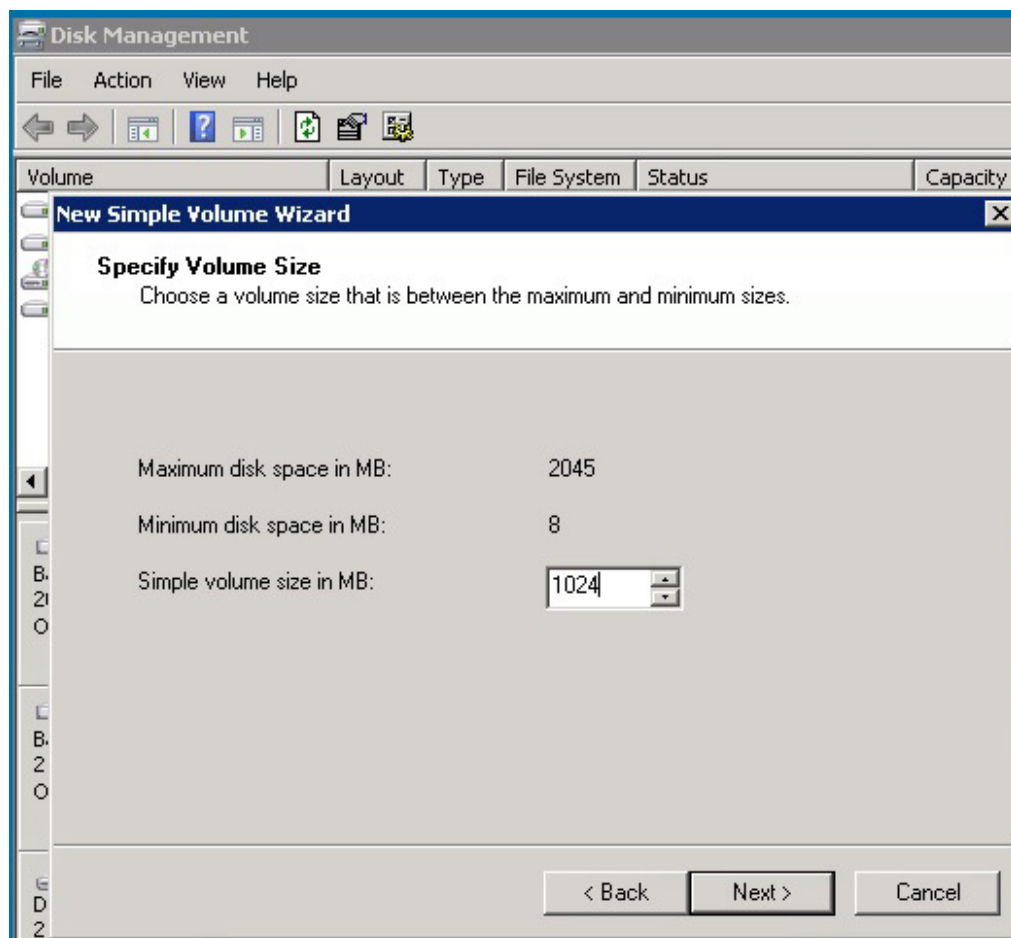 Disk Management
File Action View Help
Volume Layout Type File System Status Capacity
New Simple Volume Wizard
Specify Volume Size
Choose a volume size that is between the maximum and minimum sizes.
Maximum disk space in MB: 2045
Minimum disk space in MB: 8
Simple volume size in MB: 1024
B
O
B
2
O
D
2
< Back Next > Cancel